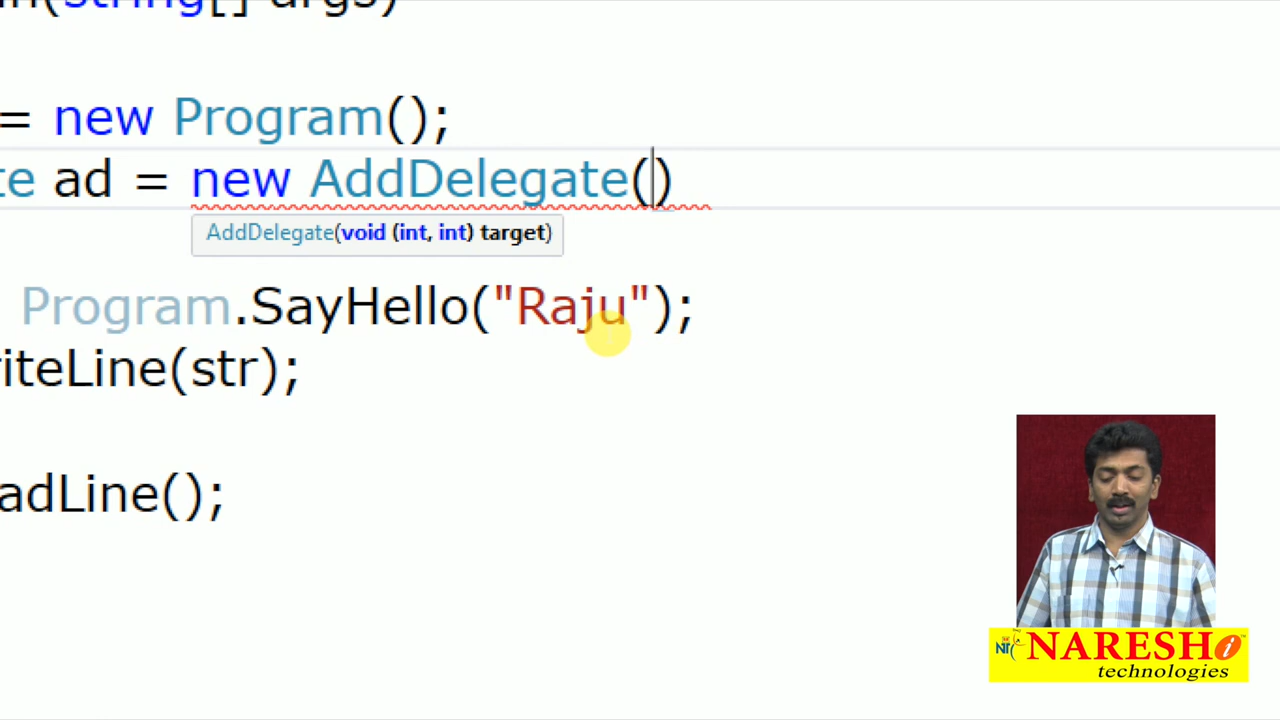 (string[] args)
= new Program();
te ad = new AddDelegate()
AddDelegate(void (int, int) target)
Program.SayHello("Raju");
iteLine(str);
adLine();
NARESH i
technologies